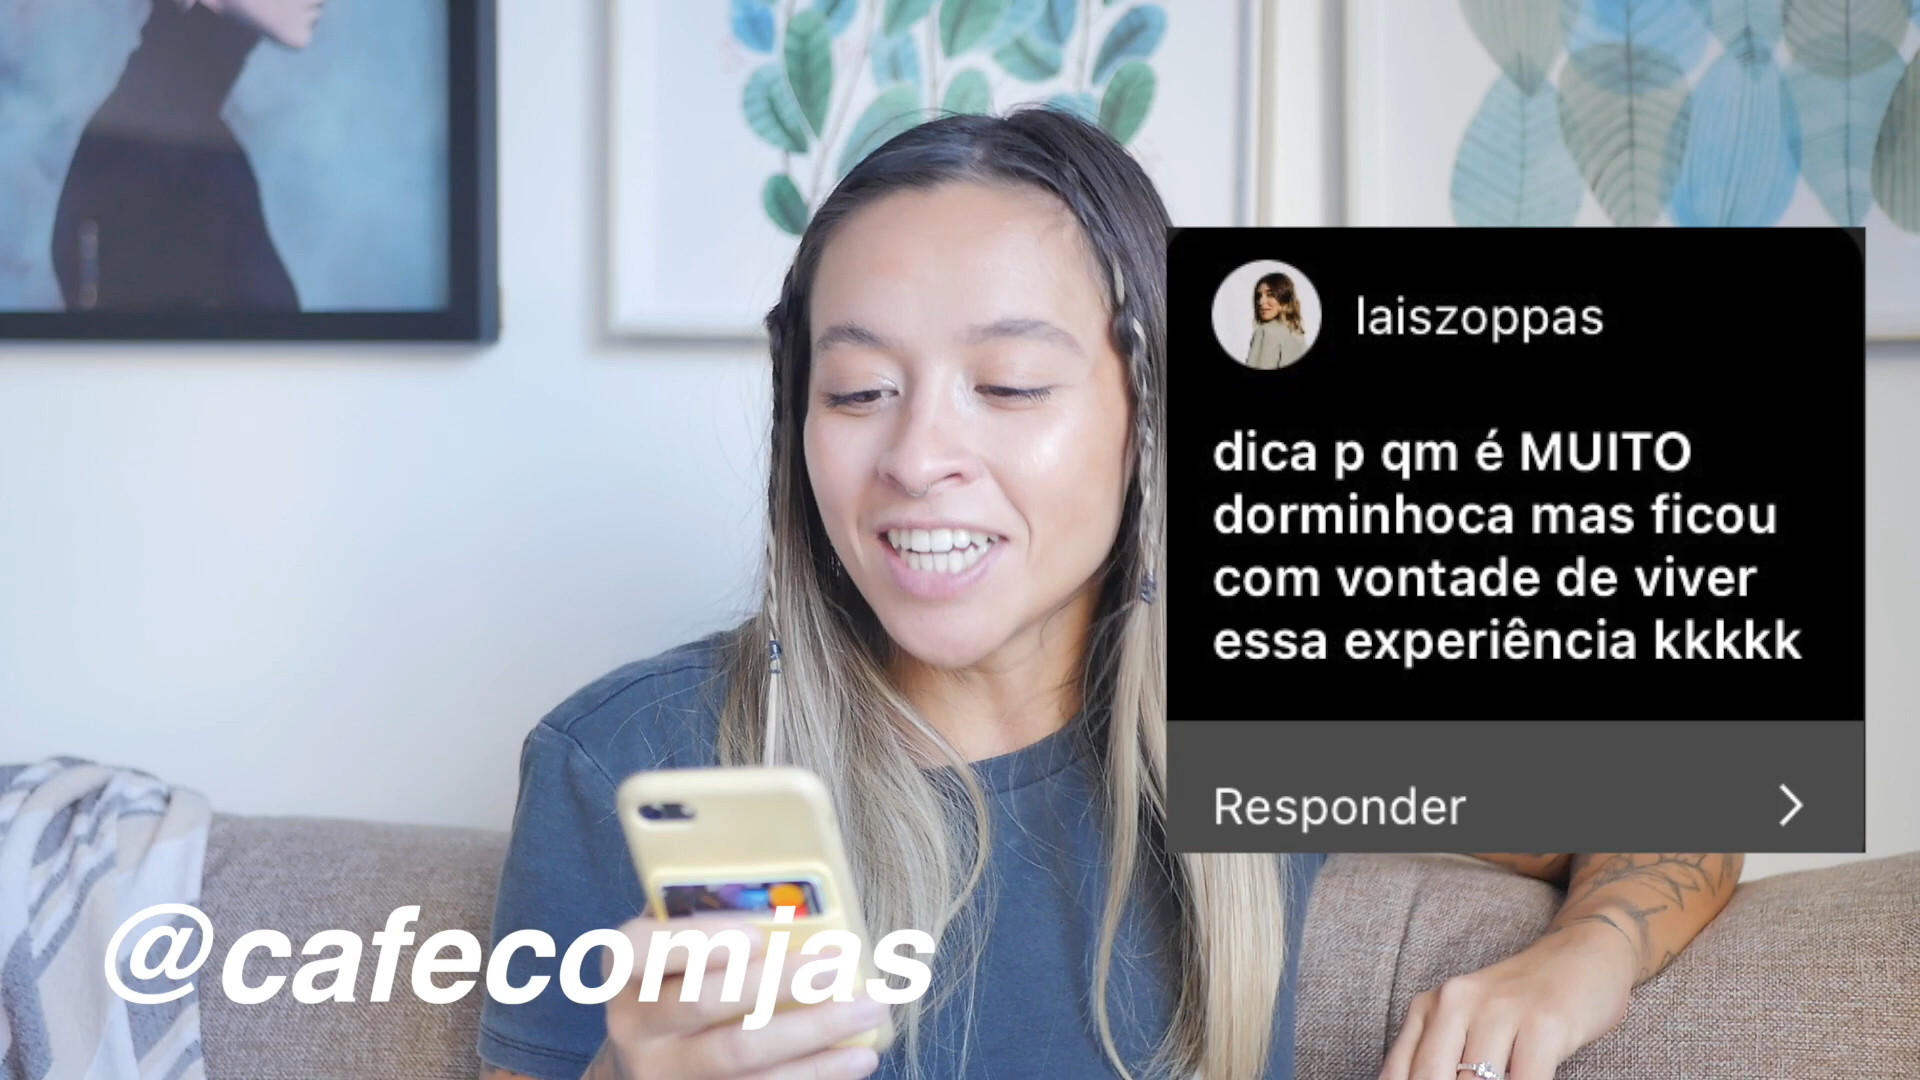 laiszoppas
dica p qm é MUITO
dorminhoca mas ficou
com vontade de viver
essa experiência kkkkk
Responder
@cafecomjas